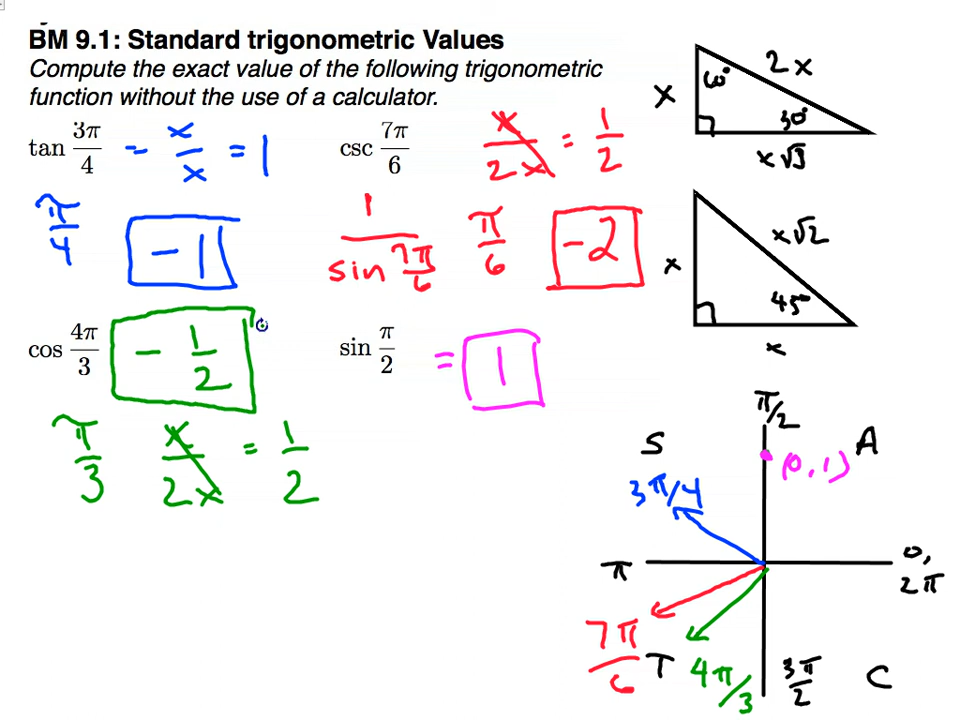 BM 9.1: Standard trigonometric Values
Compute the exact value of the following trigonometric
function without the use of a calculator.
tan 3π/4 = x/x = 1
π/4
-1
csc 7π/6
x/2x = 1/2
1/sin 7π/6
π/6
-2
cos 4π/3
-1/2
π/3
x/2x = 1/2
sin π/2 = 1
60°
2x
x
30°
x√3
x√2
x
45°
x
π/2
S
A
(0,1)
3π/4
π
0,
2π
7π/6
T
4π/3
3π/2
C